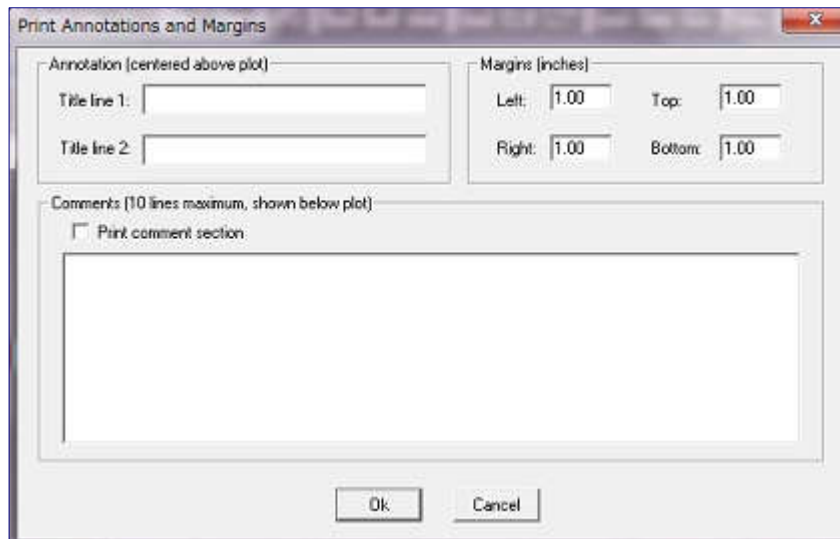 Print Annotations and Margins
Annotation (centered above plot)
Title line 1:
Title line 2:
Margins (inches)
Left: 1.00 Top: 1.00
Right: 1.00 Bottom: 1.00
Comments (10 lines maximum, shown below plot)
Print comment section
Ok Cancel